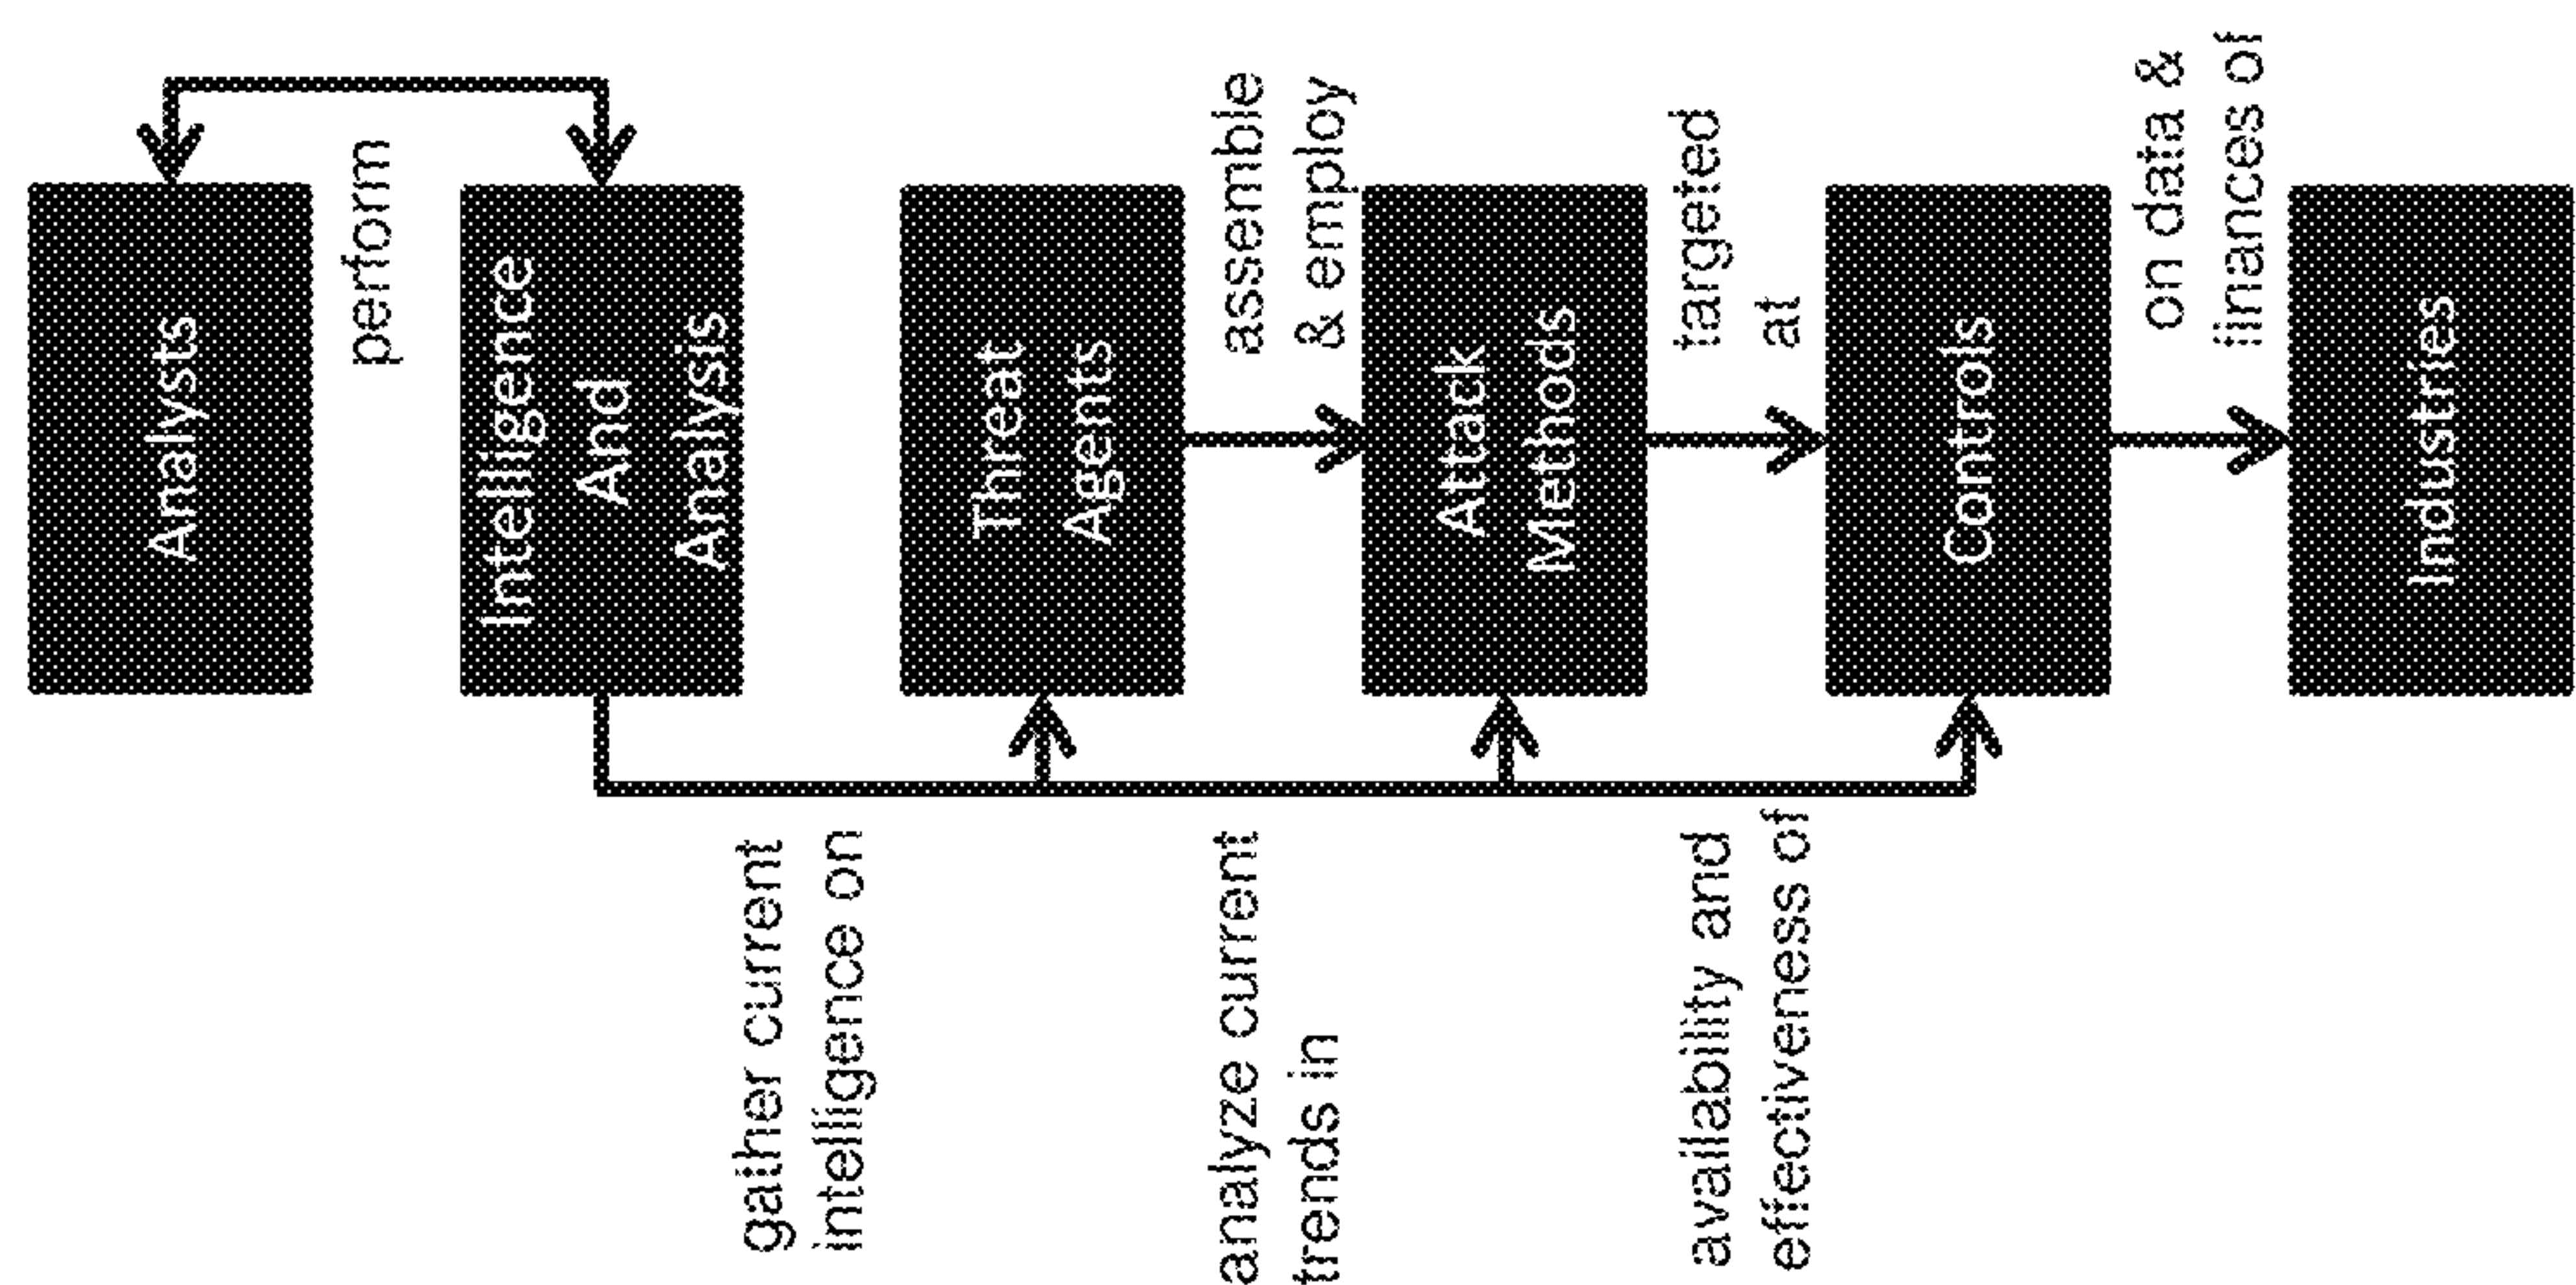 Analysts
perform
Intelligence
And
Analysis
gather current
intelligence on
Threat
Agents
assemble
& employ
analyze current
trends in
Attack
Methods
targeted
at
availability and
effectiveness of
Controls
on data &
finances of
Industries